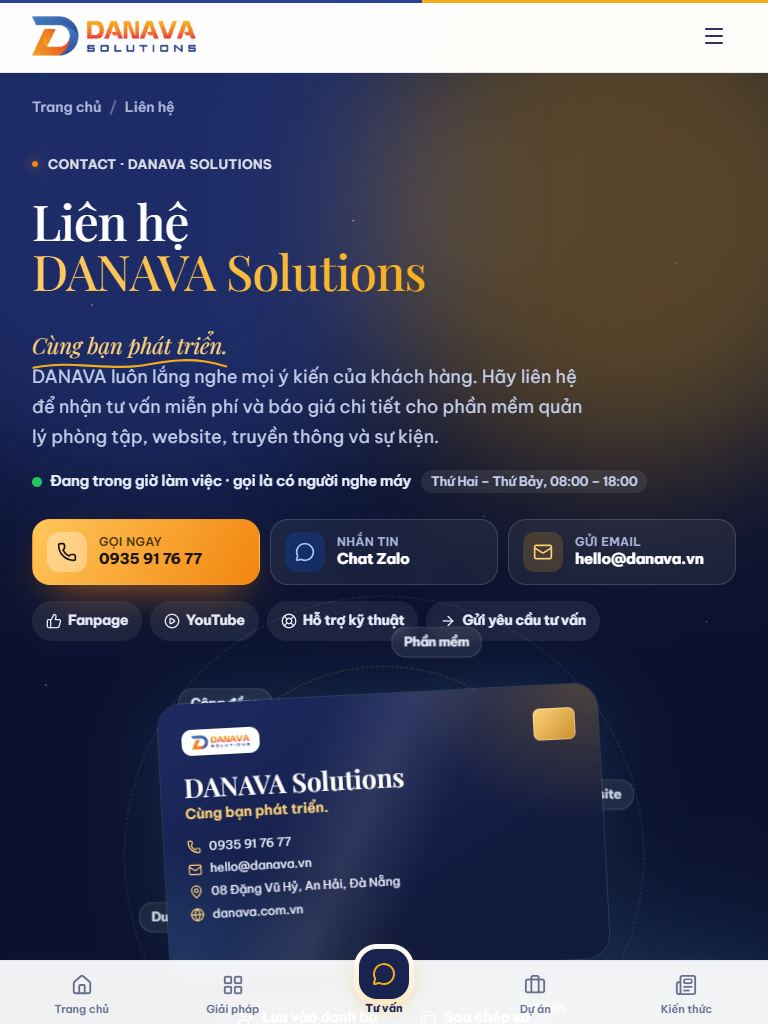 DANAVA
SOLUTIONS
Trang chủ / Liên hệ
CONTACT · DANAVA SOLUTIONS
Liên hệ
DANAVA Solutions
Cùng bạn phát triển.
DANAVA luôn lắng nghe mọi ý kiến của khách hàng. Hãy liên hệ
để nhận tư vấn miễn phí và báo giá chi tiết cho phần mềm quản
lý phòng tập, website, truyền thông và sự kiện.
Đang trong giờ làm việc · gọi là có người nghe máy Thứ Hai – Thứ Bảy, 08:00 – 18:00
GỌI NGAY
0935 91 76 77
NHẮN TIN
Chat Zalo
GỬI EMAIL
hello@danava.vn
Fanpage YouTube Hỗ trợ kỹ thuật Gửi yêu cầu tư vấn
Phần mềm
DANAVA
SOLUTIONS
DANAVA Solutions
Cùng bạn phát triển.
0935 91 76 77
hello@danava.vn
08 Đặng Vũ Hỷ, An Hải, Đà Nẵng
danava.com.vn
Lưu vào danh bạ Sao chép số
Trang chủ Giải pháp Tư vấn Dự án Kiến thức